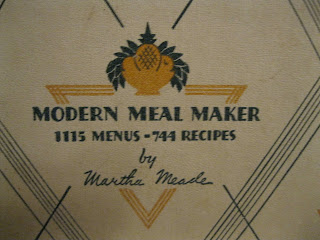 MODERN MEAL MAKER
1115 MENUS - 744 RECIPES
by
Martha Meade